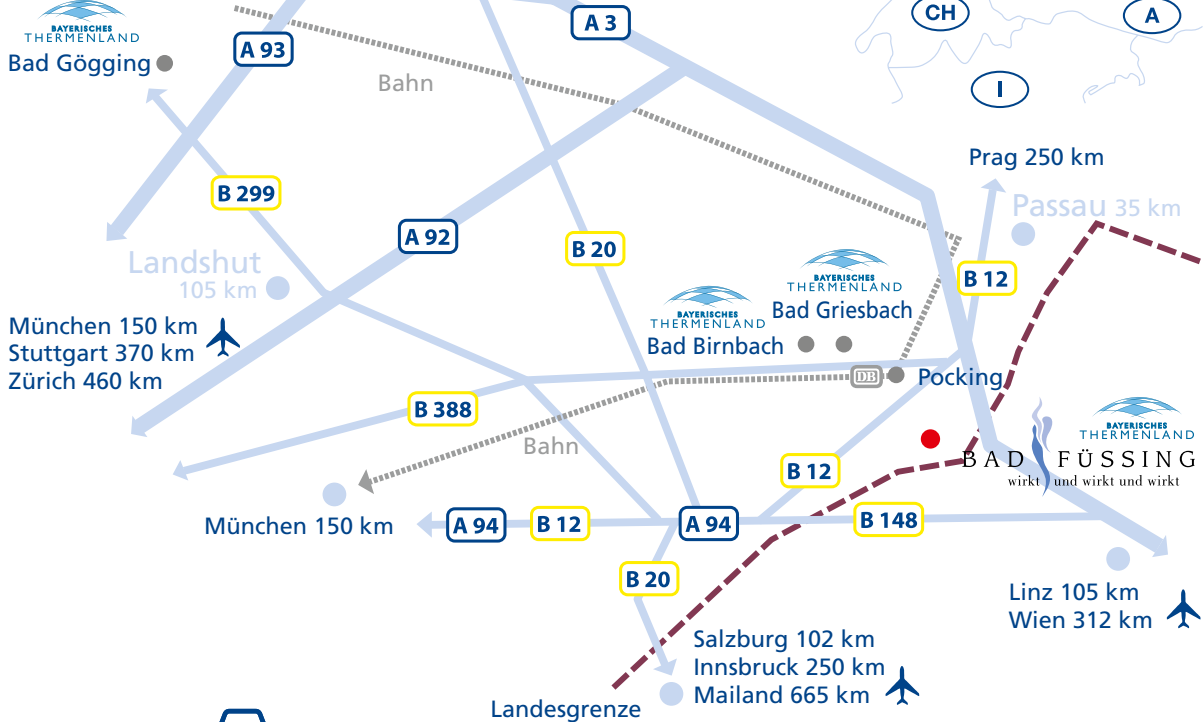 CH
A
I
BAYERISCHES
THERMENLAND
Bad Gögging
A 93
A 3
Bahn
Prag 250 km
B 299
Passau 35 km
A 92
B 20
Landshut
105 km
BAYERISCHES
THERMENLAND
Bad Griesbach
B 12
München 150 km
Stuttgart 370 km
Zürich 460 km
BAYERISCHES
THERMENLAND
Bad Birnbach
DB
Pocking
B 388
Bahn
BAYERISCHES
THERMENLAND
BAD FÜSSING
wirkt und wirkt und wirkt
B 12
München 150 km
A 94
B 12
A 94
B 148
B 20
Linz 105 km
Wien 312 km
Salzburg 102 km
Innsbruck 250 km
Mailand 665 km
Landesgrenze